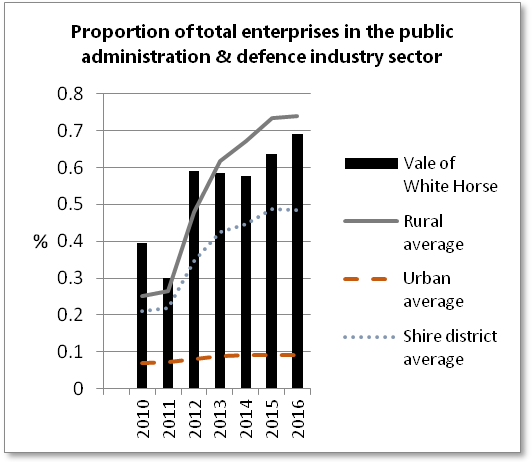 Proportion of total enterprises in the public
administration & defence industry sector
0.8
0.7
0.6
0.5
0.4
0.3
0.2
0.1
0
%
2010
2011
2012
2013
2014
2015
2016
Vale of
White Horse
Rural
average
Urban
average
Shire district
average